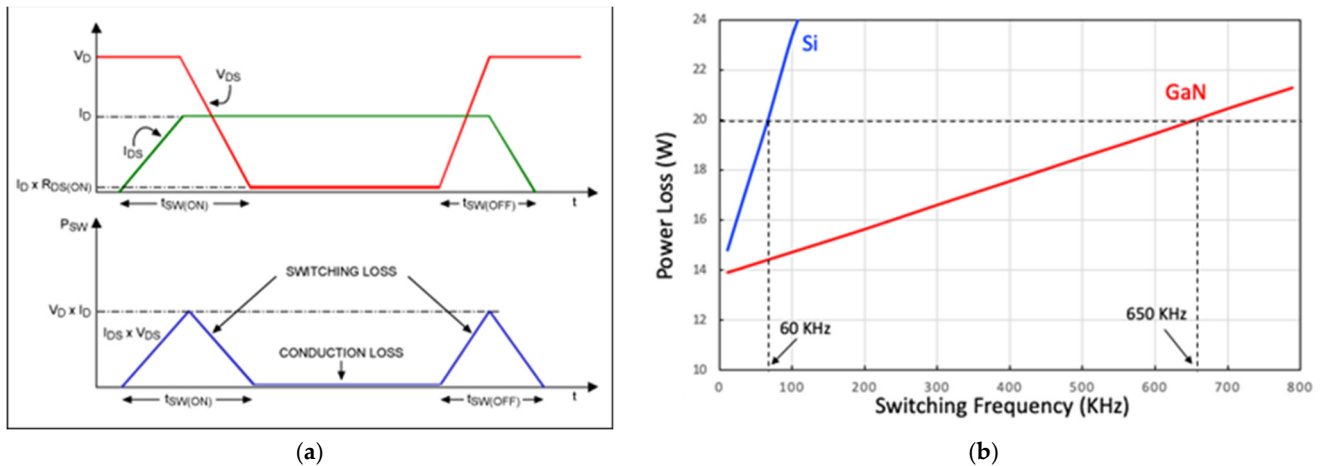 V_D
V_DS
I_D
I_DS
I_D x R_DS(ON)
t_SW(ON)
t_SW(OFF)
t
P_SW
SWITCHING LOSS
V_D x I_D
I_DS x V_DS
CONDUCTION LOSS
t_SW(ON)
t_SW(OFF)
t
(a)
Power Loss (W)
24
22
20
18
16
14
12
10
Si
GaN
60 KHz
650 KHz
0 100 200 300 400 500 600 700 800
Switching Frequency (KHz)
(b)